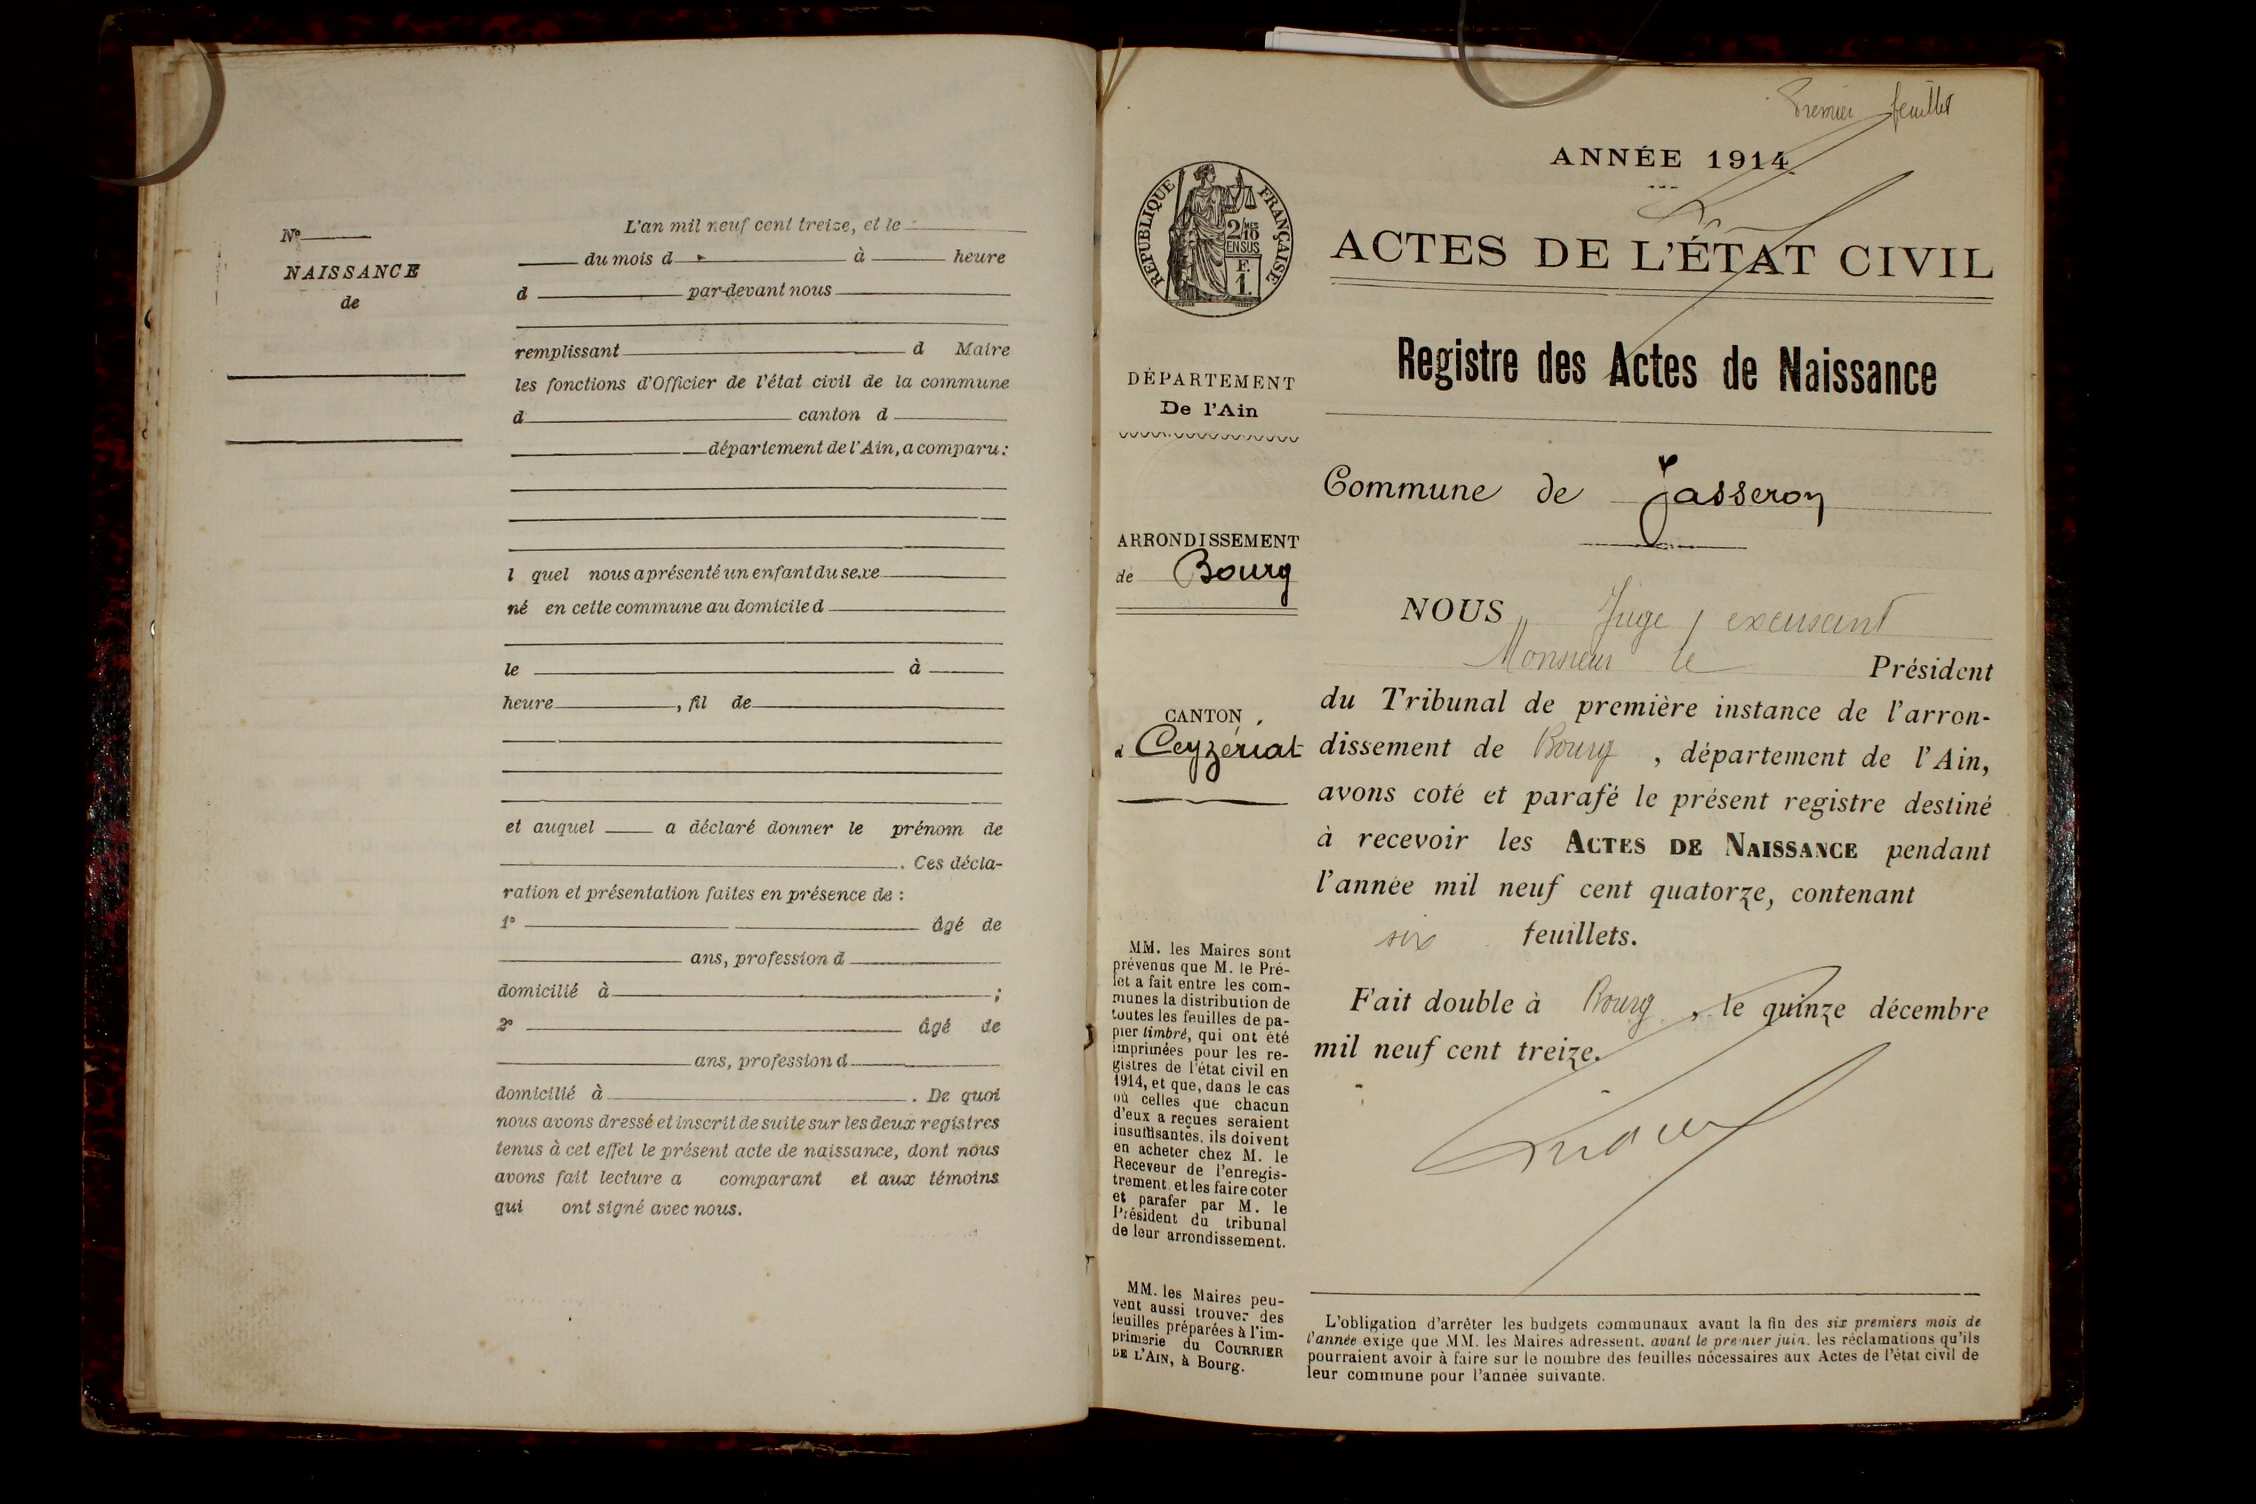 N°
NAISSANCE
de
L'an mil neuf cent treize, et le
du mois d à heure
d par-devant nous
remplissant d Maire
les fonctions d'Officier de l'état civil de la commune
d canton d
département de l'Ain, a comparu :
l quel nous a présenté un enfant du sexe
né en cette commune au domicile d
le à
heure , fil de
et auquel a déclaré donner le prénom de
. Ces décla-
ration et présentation faites en présence de :
1° âgé de
ans, profession d
domicilié à ;
2° âgé de
ans, profession d
domicilié à . De quoi
nous avons dressé et inscrit de suite sur les deux registres
tenus à cet effet le présent acte de naissance, dont nous
avons fait lecture a comparant et aux témoins
qui ont signé avec nous.
Premier feuillet
ANNÉE 1914
RÉPUBLIQUE FRANÇAISE
2/10 MES
EN SUS
F.
1.
ACTES DE L'ÉTAT CIVIL
Registre des Actes de Naissance
DÉPARTEMENT
De l'Ain
Commune de Jasseron
ARRONDISSEMENT
de Bourg
CANTON
d Ceyzériat
NOUS Juge, excusant
Monsieur le Président
du Tribunal de première instance de l'arron-
dissement de Bourg , département de l'Ain,
avons coté et parafé le présent registre destiné
à recevoir les ACTES DE NAISSANCE pendant
l'année mil neuf cent quatorze, contenant
six feuillets.
Fait double à Bourg , le quinze décembre
mil neuf cent treize.
MM. les Maires sont
prévenus que M. le Pré-
fet a fait entre les com-
munes la distribution de
toutes les feuilles de pa-
pier timbré, qui ont été
imprimées pour les re-
gistres de l'état civil en
1914, et que, dans le cas
où celles que chacun
d'eux a reçues seraient
insuffisantes, ils doivent
en acheter chez M. le
Receveur de l'enregis-
trement, et les faire coter
et parafer par M. le
Président du tribunal
de leur arrondissement.
MM. les Maires peu-
vent aussi trouver des
feuilles préparées à l'im-
primerie du COURRIER
DE L'AIN, à Bourg.
L'obligation d'arrêter les budgets communaux avant la fin des six premiers mois de
l'année exige que MM. les Maires adressent, avant le premier juin, les réclamations qu'ils
pourraient avoir à faire sur le nombre des feuilles nécessaires aux Actes de l'état civil de
leur commune pour l'année suivante.